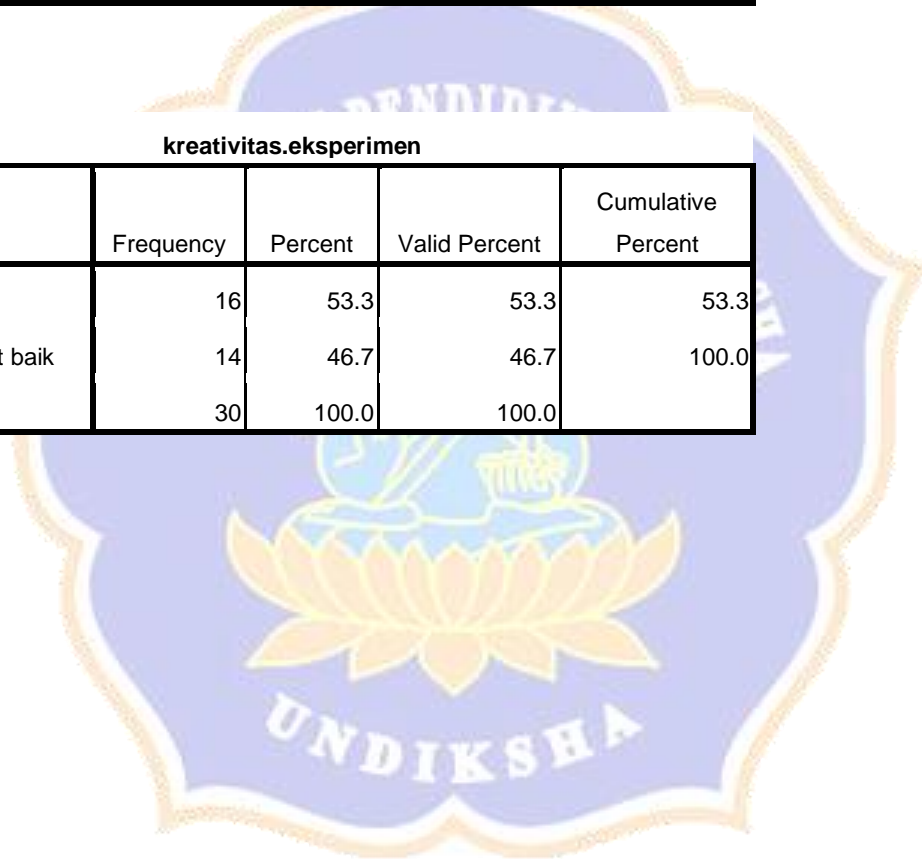 kreativitas.eksperimen
Frequency Percent Valid Percent Cumulative Percent
16 53.3 53.3 53.3
t baik 14 46.7 46.7 100.0
30 100.0 100.0
UNDIKSHA